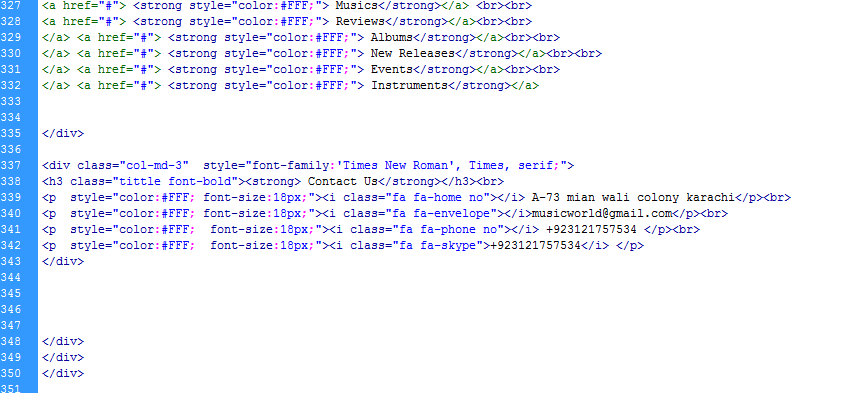 327 <a href="#"> <strong style="color:#FFF;"> Musics</strong></a> <br><br>
328 <a href="#"> <strong style="color:#FFF;"> Reviews</strong><br><br>
329 </a> <a href="#"> <strong style="color:#FFF;"> Albums</strong></a><br><br>
330 </a> <a href="#"> <strong style="color:#FFF;"> New Releases</strong></a><br><br>
331 </a> <a href="#"> <strong style="color:#FFF;"> Events</strong></a><br><br>
332 </a> <a href="#"> <strong style="color:#FFF;"> Instruments</strong></a>
333
334
335 </div>
336
337 <div class="col-md-3"  style="font-family:'Times New Roman', Times, serif;">
338 <h3 class="tittle font-bold"><strong> Contact Us</strong></h3><br>
339 <p  style="color:#FFF; font-size:18px;"><i class="fa fa-home no"></i> A-73 mian wali colony karachi</p><br>
340 <p  style="color:#FFF; font-size:18px;"><i class="fa fa-envelope"></i>musicworld@gmail.com</p><br>
341 <p  style="color:#FFF;  font-size:18px;"><i class="fa fa-phone no"></i> +923121757534 </p><br>
342 <p  style="color:#FFF;  font-size:18px;"><i class="fa fa-skype">+923121757534</i> </p>
343 </div>
344
345
346
347
348 </div>
349 </div>
350 </div>
351